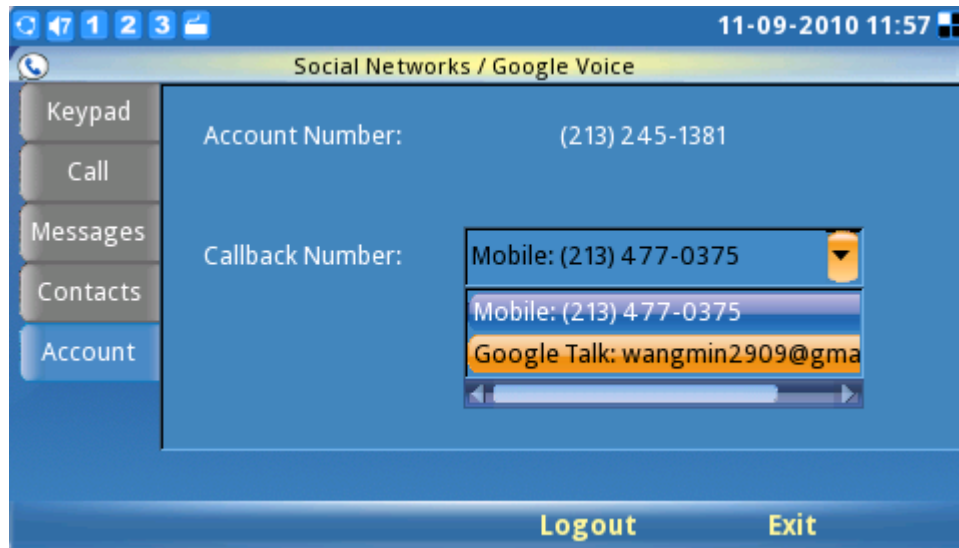 7 1 2 3 11-09-2010 11:57
Social Networks / Google Voice
Keypad
Account Number: (213) 245-1381
Call
Messages
Callback Number: Mobile: (213) 477-0375
Contacts
Mobile: (213) 477-0375
Account
Google Talk: wangmin2909@gma
Logout Exit